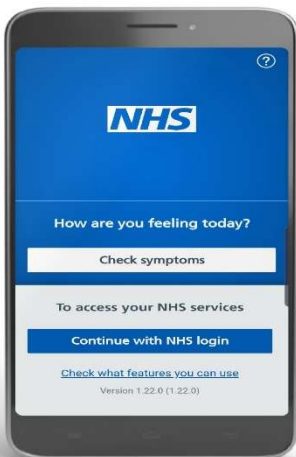 ?
NHS
How are you feeling today?
Check symptoms
To access your NHS services
Continue with NHS login
Check what features you can use
Version 1.22.0 (1.22.0)